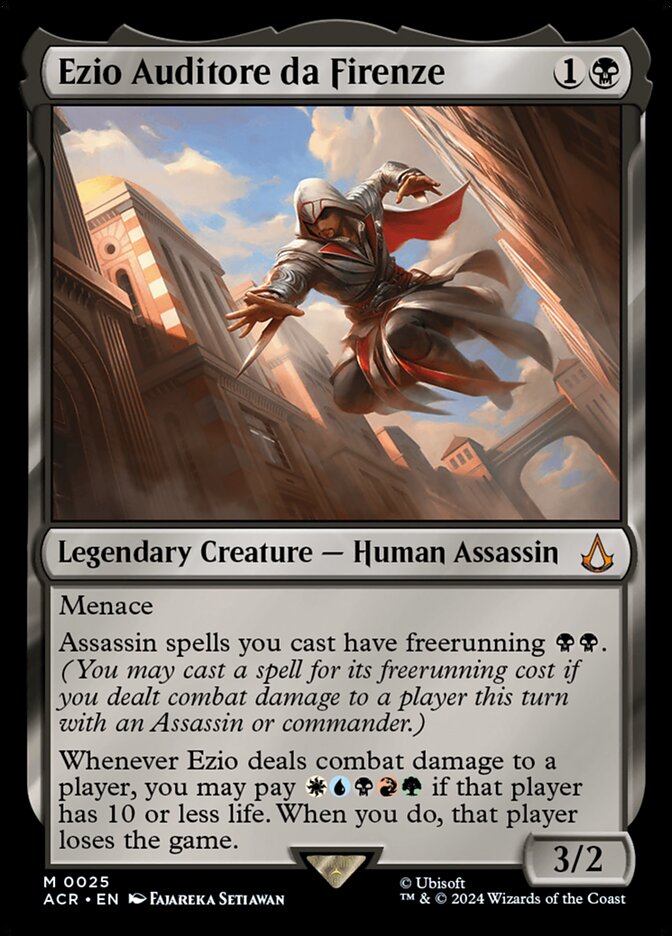 Ezio Auditore da Firenze 1
Legendary Creature — Human Assassin
Menace
Assassin spells you cast have freerunning .
(You may cast a spell for its freerunning cost if
you dealt combat damage to a player this turn
with an Assassin or commander.)
Whenever Ezio deals combat damage to a
player, you may pay if that player
has 10 or less life. When you do, that player
loses the game.
3/2
M 0025
ACR • EN Fajareka Setiawan
© Ubisoft
™ & © 2024 Wizards of the Coast